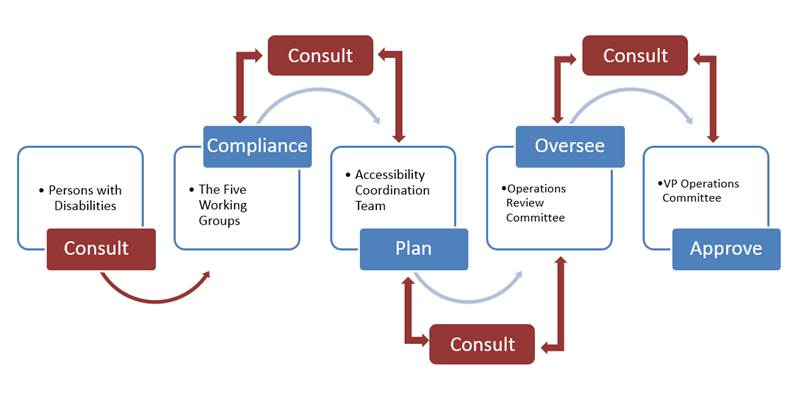 Consult
Consult
Compliance
Oversee
• Persons with
Disabilities
• The Five
Working
Groups
• Accessibility
Coordination
Team
•Operations
Review
Committee
•VP Operations
Committee
Consult
Plan
Approve
Consult